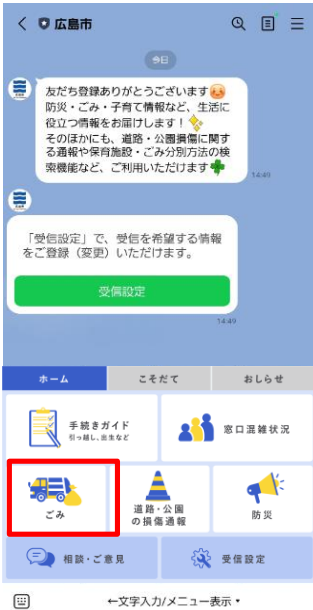 広島市
今日
友だち登録ありがとうございます
防災・ごみ・子育て情報など、生活に
役立つ情報をお届けします！
そのほかにも、道路・公園損傷に関す
る通報や保育施設・ごみ分別方法の検
索機能など、ご利用いただけます
14:49
「受信設定」で、受信を希望する情報
をご登録（変更）いただけます。
受信設定
14:49
ホーム
こそだて
おしらせ
手続きガイド
引っ越し、出生など
窓口混雑状況
ごみ
道路・公園
の損傷通報
防災
相談・ご意見
受信設定
←文字入力/メニュー表示・